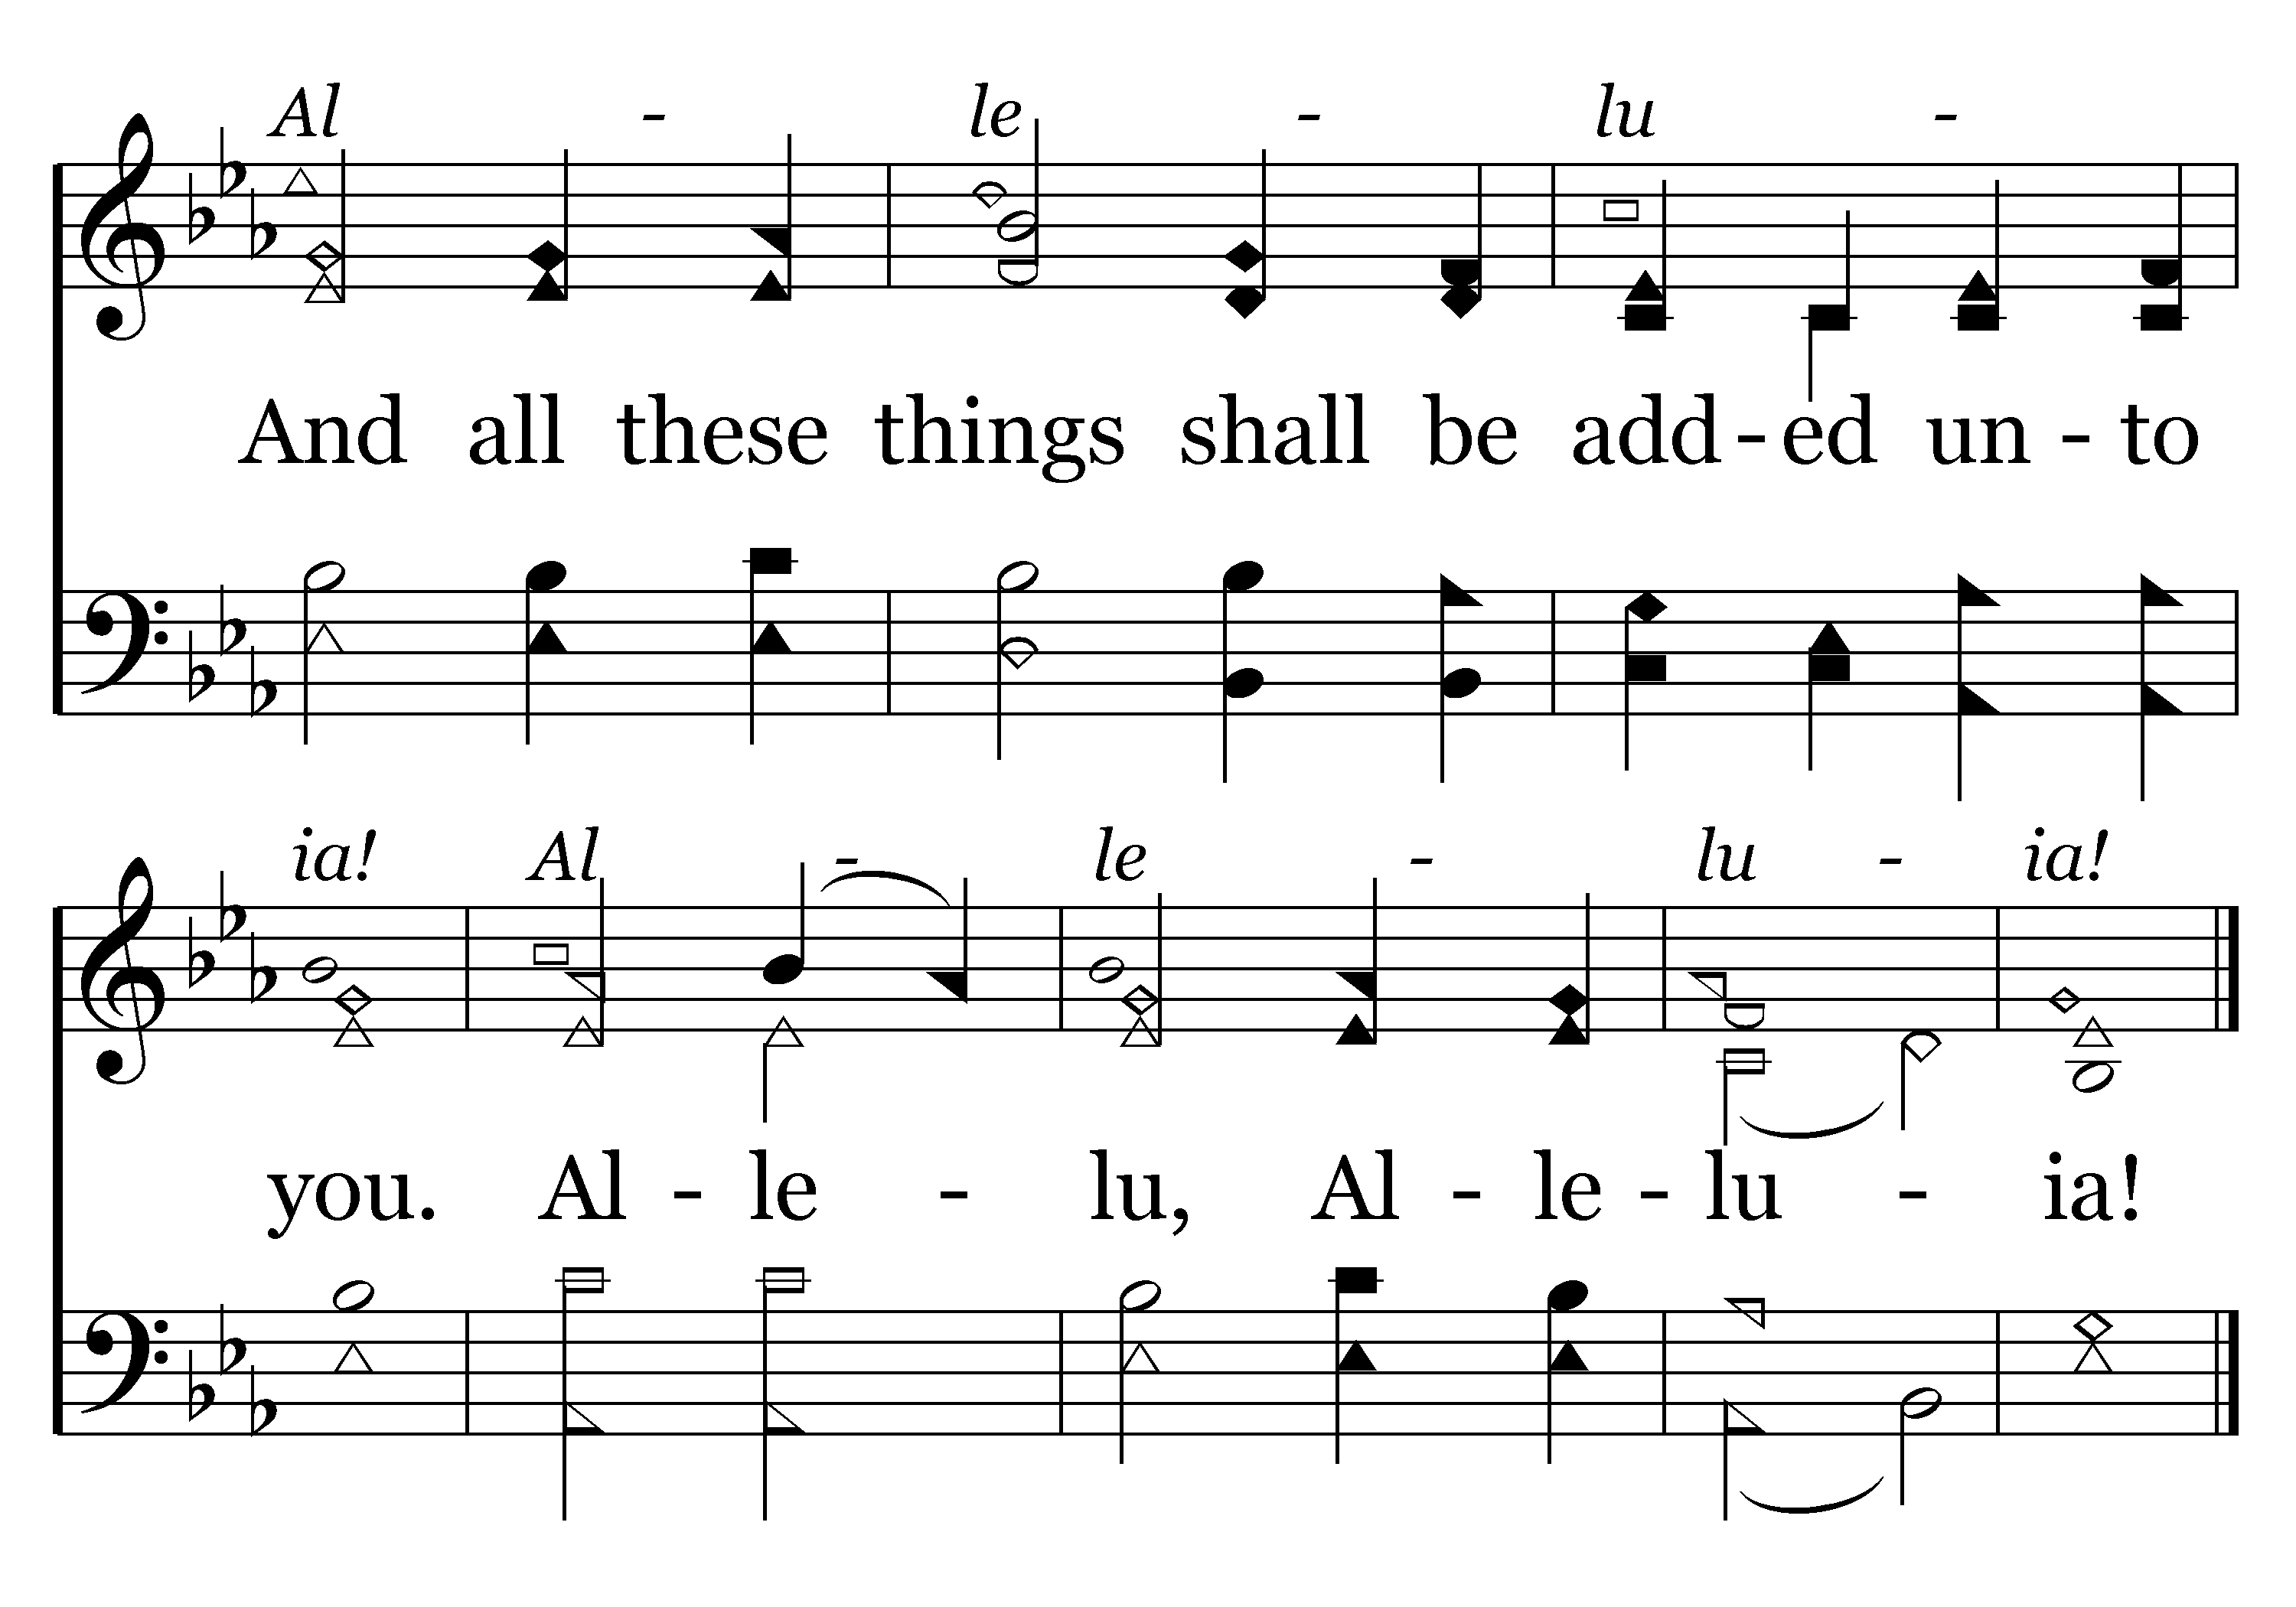 Al - le - lu -
And all these things shall be add - ed un - to
ia! Al - le - lu - ia!
you. Al - le - lu, Al - le - lu - ia!